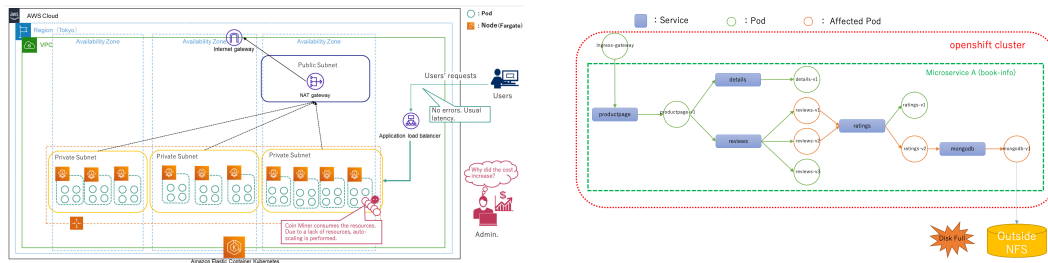 AWS Cloud
Region (Tokyo)
VPC
Availability Zone
Availability Zone
Availability Zone
Internet gateway
Public Subnet
NAT gateway
: Pod
: Node(Fargate)
Users' requests
Users
No errors. Usual
latency.
Application load balancer
Private Subnet
Private Subnet
Private Subnet
Why did the cost
increase?
Admin.
Coin Miner consumes the resources.
Due to a lack of resources, auto-
scaling is performed.
Amazon Elastic Container Kubernetes
: Service
: Pod
: Affected Pod
openshift cluster
ingress-gateway
Microservice A (book-info)
productpage
productpage-v1
details
details-v1
reviews
reviews-v1
reviews-v2
reviews-v3
ratings
ratings-v1
ratings-v2
mongodb
mongodb-v1
Disk Full
Outside
NFS